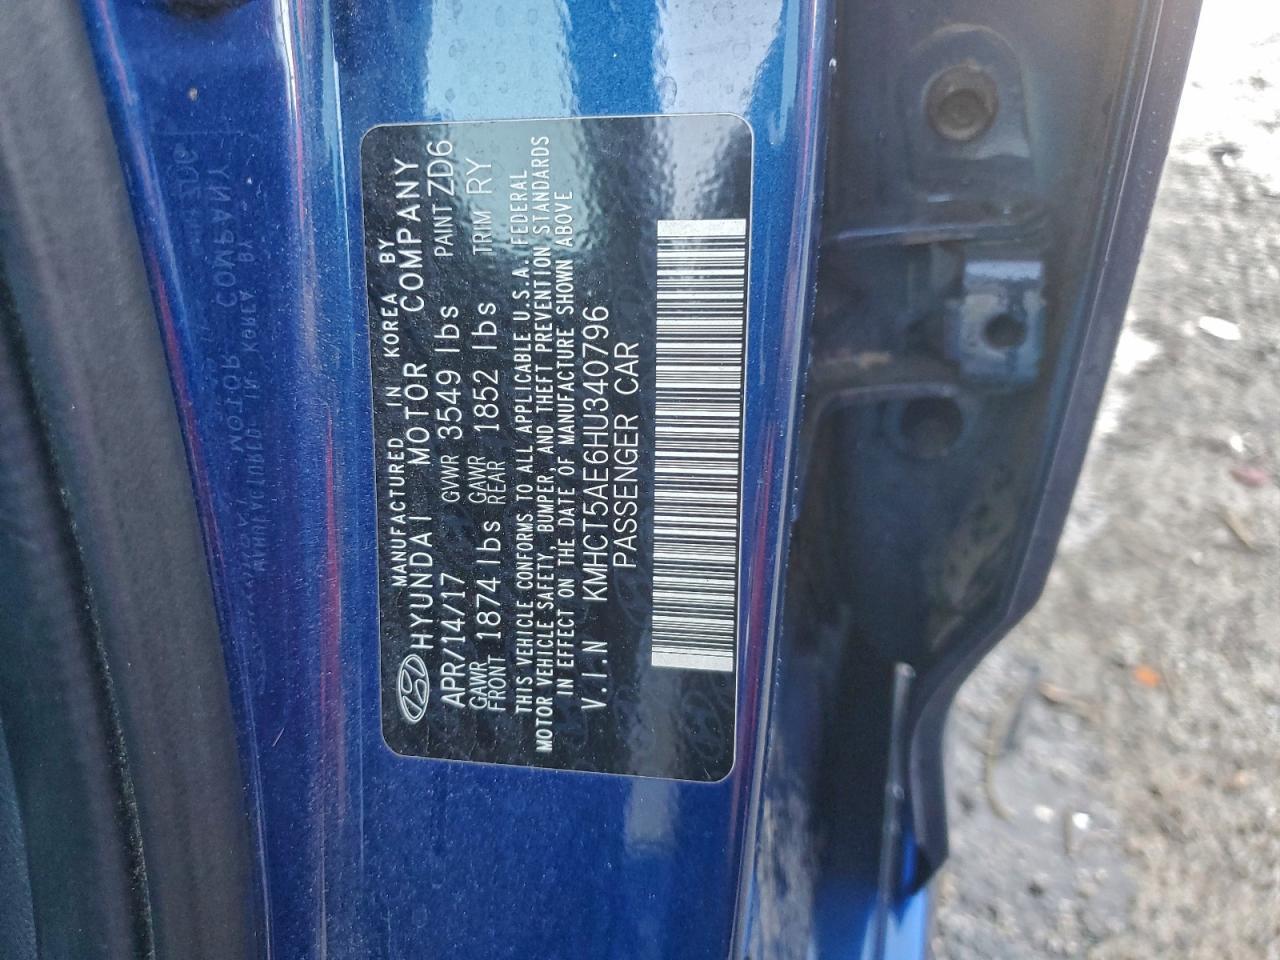 MANUFACTURED IN KOREA BY
HYUNDAI MOTOR COMPANY
APR/14/17 GVWR 3549 lbs PAINT ZD6
GAWR FRONT 1874 lbs GAWR REAR 1852 lbs TRIM RY
THIS VEHICLE CONFORMS TO ALL APPLICABLE U.S.A. FEDERAL
MOTOR VEHICLE SAFETY, BUMPER, AND THEFT PREVENTION STANDARDS
IN EFFECT ON THE DATE OF MANUFACTURE SHOWN ABOVE
V.I.N KMHCT5AE6HU340796
PASSENGER CAR